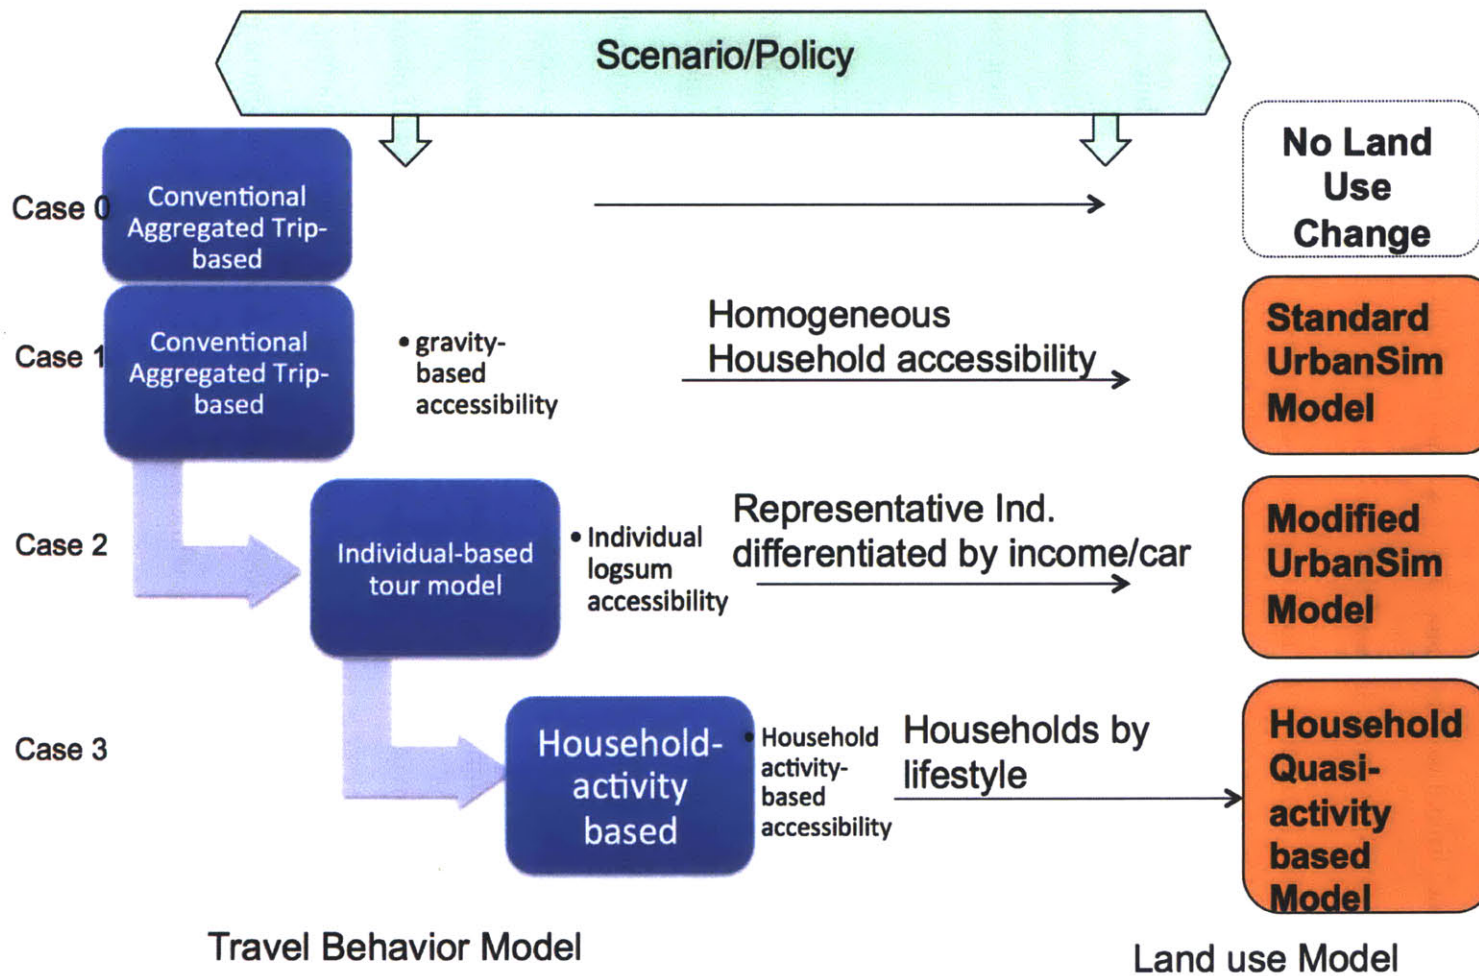 Scenario/Policy
Case 0
Conventional
Aggregated Trip-
based
No Land
Use
Change
Case 1
Conventional
Aggregated Trip-
based
• gravity-
based
accessibility
Homogeneous
Household accessibility
Standard
UrbanSim
Model
Case 2
Individual-based
tour model
• Individual
logsum
accessibility
Representative Ind.
differentiated by income/car
Modified
UrbanSim
Model
Case 3
Household-
activity
based
• Household
activity-
based
accessibility
Households by
lifestyle
Household
Quasi-
activity
based
Model
Travel Behavior Model
Land use Model